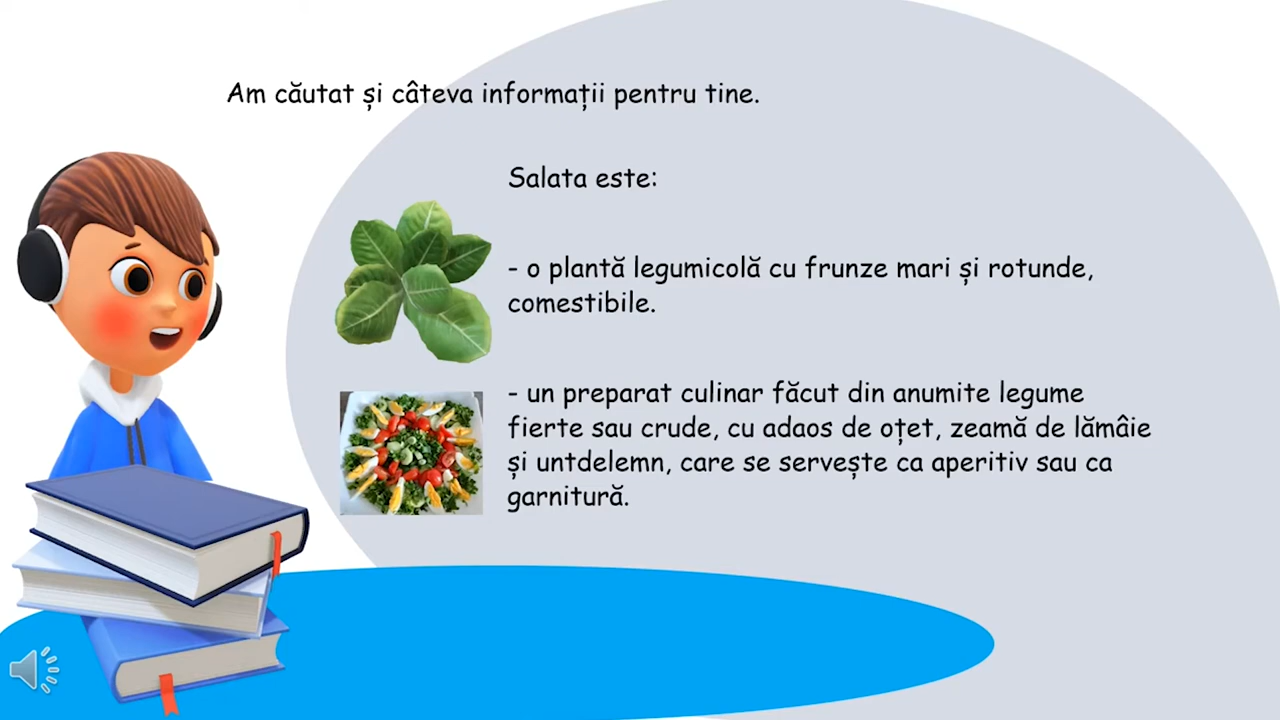 Am căutat și câteva informații pentru tine.
Salata este:
- o plantă legumicolă cu frunze mari și rotunde,
comestibile.
- un preparat culinar făcut din anumite legume
fierte sau crude, cu adaos de oțet, zeamă de lămâie
și untdelemn, care se servește ca aperitiv sau ca
garnitură.